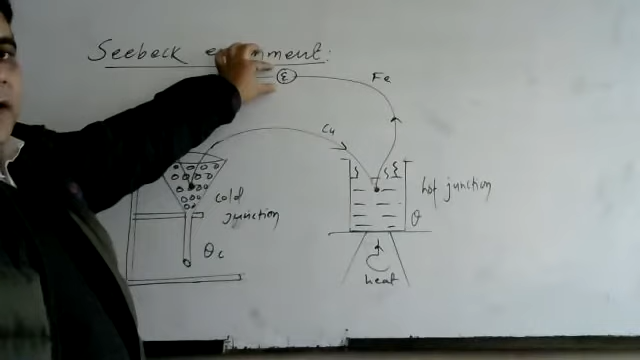 Seebeck
Fe
Cu
cold
junction
θc
hot junction
θ
heat